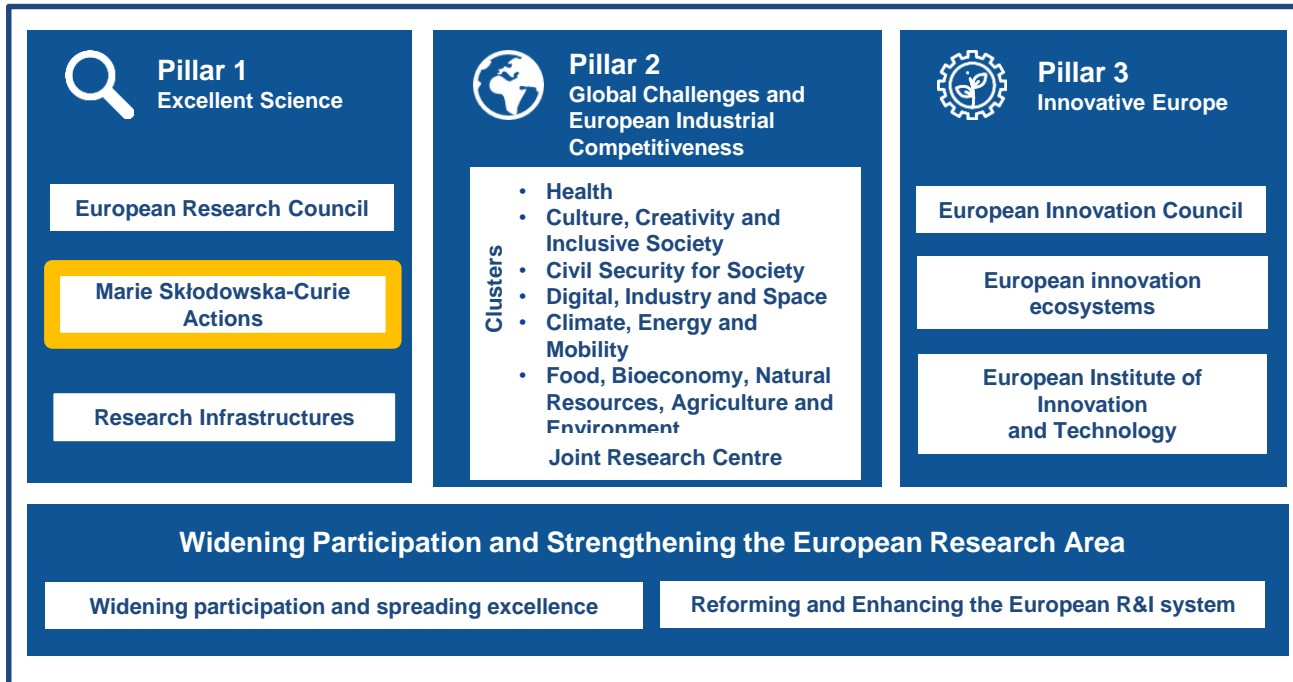 Pillar 1
Excellent Science
European Research Council
Marie Skłodowska-Curie
Actions
Research Infrastructures
Pillar 2
Global Challenges and
European Industrial
Competitiveness
Clusters
• Health
• Culture, Creativity and
Inclusive Society
• Civil Security for Society
• Digital, Industry and Space
• Climate, Energy and
Mobility
• Food, Bioeconomy, Natural
Resources, Agriculture and
Environment
Joint Research Centre
Pillar 3
Innovative Europe
European Innovation Council
European innovation
ecosystems
European Institute of
Innovation
and Technology
Widening Participation and Strengthening the European Research Area
Widening participation and spreading excellence
Reforming and Enhancing the European R&I system